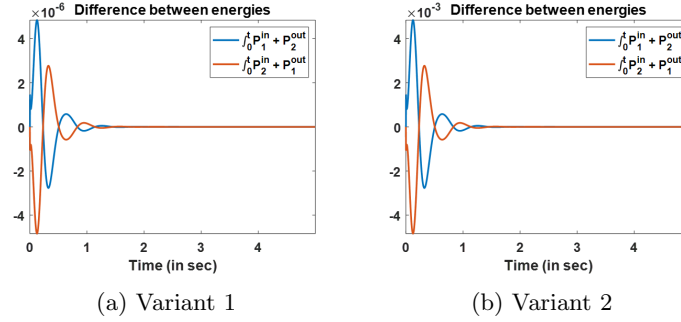 ×10^-6 Difference between energies
∫_0^t P_1^in + P_2^out
∫_0^t P_2^in + P_1^out
4
2
0
-2
-4
0 1 2 3 4
Time (in sec)
(a) Variant 1
×10^-3 Difference between energies
∫_0^t P_1^in + P_2^out
∫_0^t P_2^in + P_1^out
4
2
0
-2
-4
0 1 2 3 4
Time (in sec)
(b) Variant 2